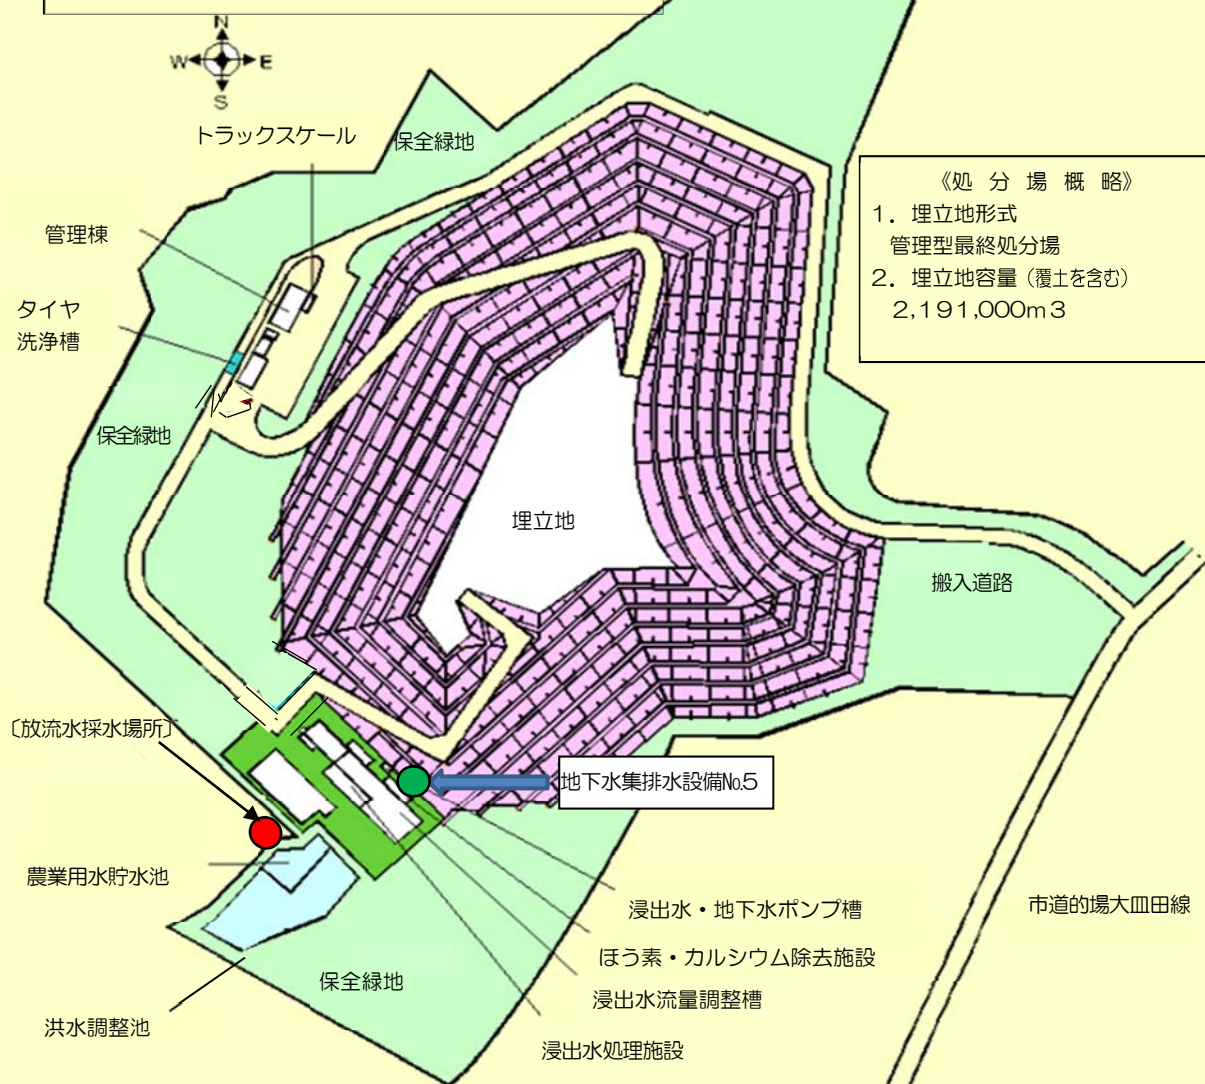 N
W E
S
トラックスケール
保全緑地
《処 分 場 概 略》
1．埋立地形式
管理型最終処分場
2．埋立地容量（覆土を含む）
2,191,000ｍ3
管理棟
タイヤ
洗浄槽
保全緑地
埋立地
搬入道路
〔放流水採水場所〕
地下水集排水設備№5
農業用水貯水池
浸出水・地下水ポンプ槽
市道的場大皿田線
ほう素・カルシウム除去施設
保全緑地
浸出水流量調整槽
洪水調整池
浸出水処理施設